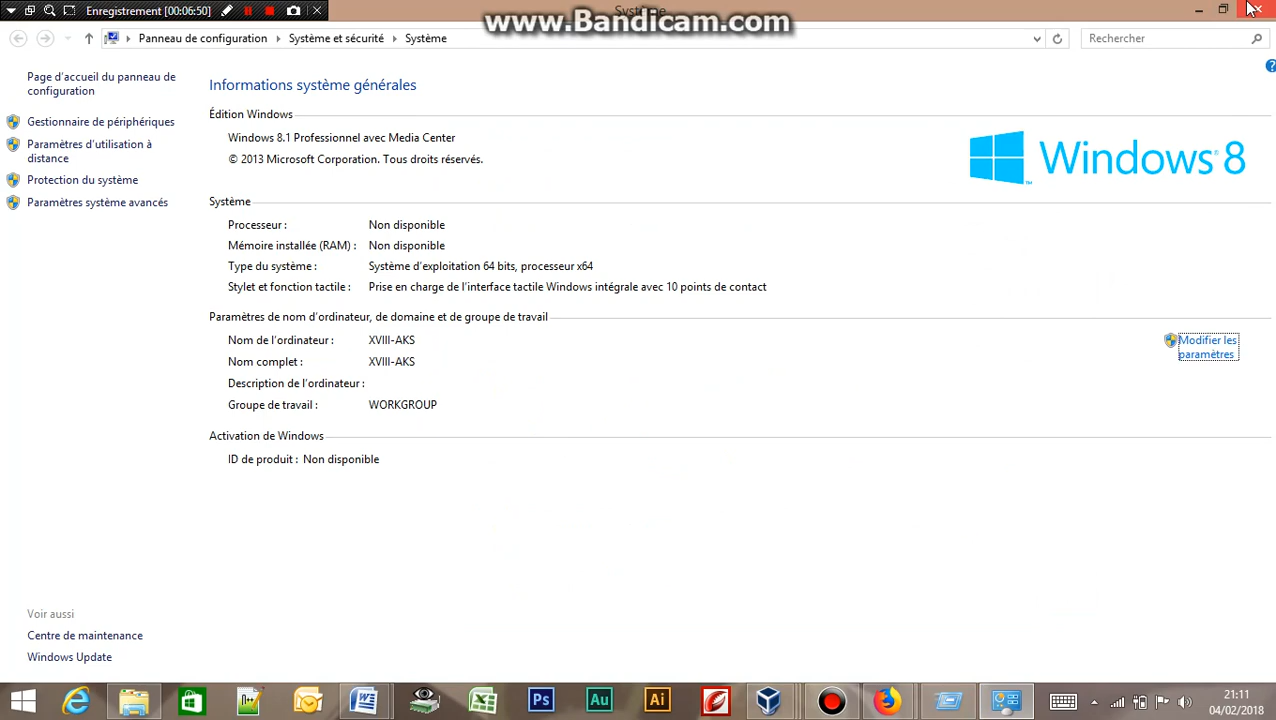 Enregistrement [00:06:50]
www.Bandicam.com
Panneau de configuration
Système et sécurité
Système
Rechercher
Page d'accueil du panneau de
configuration
Gestionnaire de périphériques
Paramètres d'utilisation à
distance
Protection du système
Paramètres système avancés
Informations système générales
Édition Windows
Windows 8.1 Professionnel avec Media Center
© 2013 Microsoft Corporation. Tous droits réservés.
Windows® 8
™
Système
Processeur : Non disponible
Mémoire installée (RAM) : Non disponible
Type du système : Système d'exploitation 64 bits, processeur x64
Stylet et fonction tactile : Prise en charge de l'interface tactile Windows intégrale avec 10 points de contact
Paramètres de nom d'ordinateur, de domaine et de groupe de travail
Nom de l'ordinateur : XVIII-AKS
Modifier les
paramètres
Nom complet : XVIII-AKS
Description de l'ordinateur :
Groupe de travail : WORKGROUP
Activation de Windows
ID de produit : Non disponible
Voir aussi
Centre de maintenance
Windows Update
Ps
Au
Ai
21:11
04/02/2018